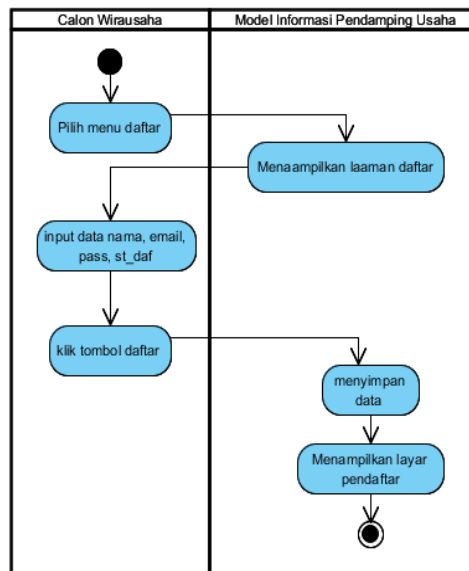 Calon Wirausaha
Model Informasi Pendamping Usaha
Pilih menu daftar
Menaampilkan laaman daftar
input data nama, email,
pass, st_daf
klik tombol daftar
menyimpan
data
Menampilkan layar
pendaftar